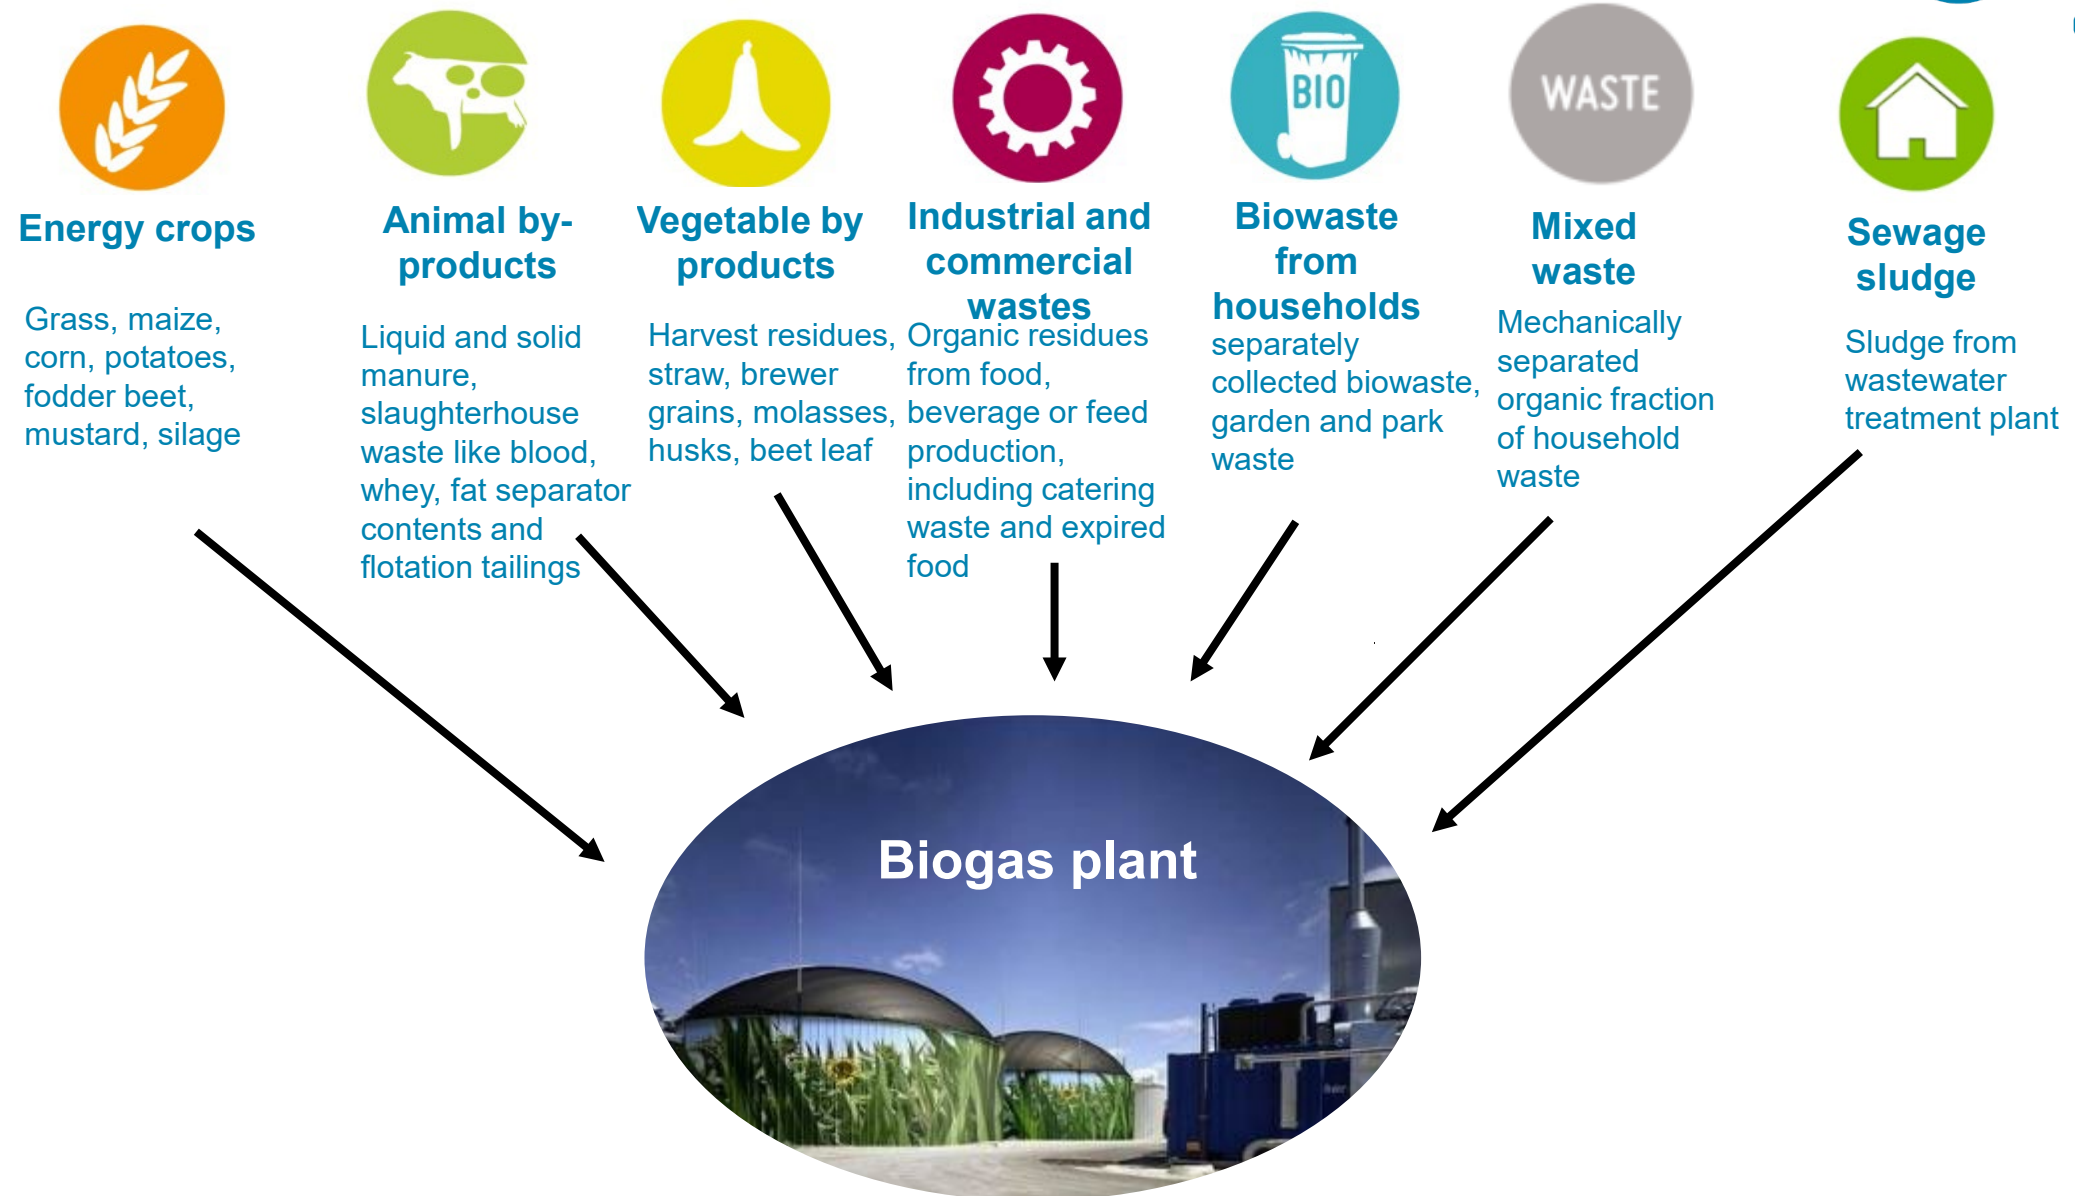 BIO
WASTE
Energy crops
Grass, maize,
corn, potatoes,
fodder beet,
mustard, silage
Animal by-
products
Liquid and solid
manure,
slaughterhouse
waste like blood,
whey, fat separator
contents and
flotation tailings
Vegetable by
products
Harvest residues,
straw, brewer
grains, molasses,
husks, beet leaf
Industrial and
commercial
wastes
Organic residues
from food,
beverage or feed
production,
including catering
waste and expired
food
Biowaste
from
households
separately
collected biowaste,
garden and park
waste
Mixed
waste
Mechanically
separated
organic fraction
of household
waste
Sewage
sludge
Sludge from
wastewater
treatment plant
Biogas plant